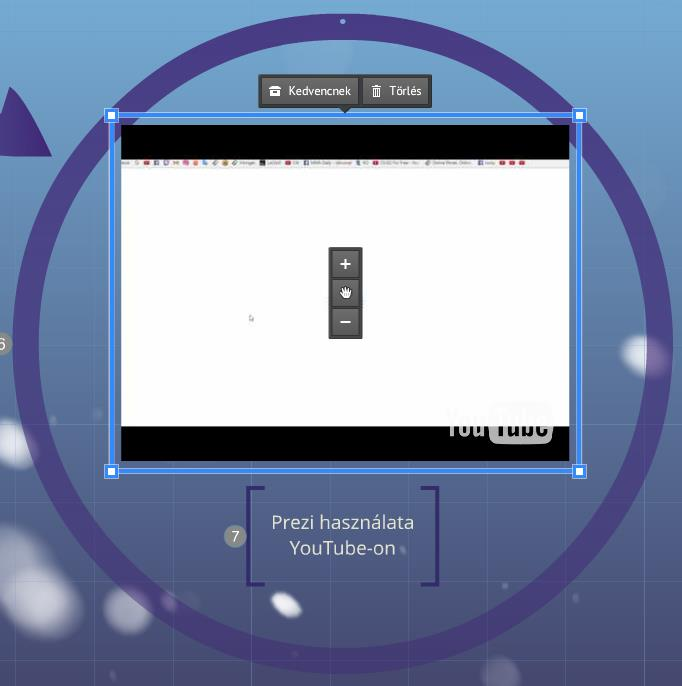 Kedvencnek Törlés
YouTube
6
7
Prezi használata
YouTube-on